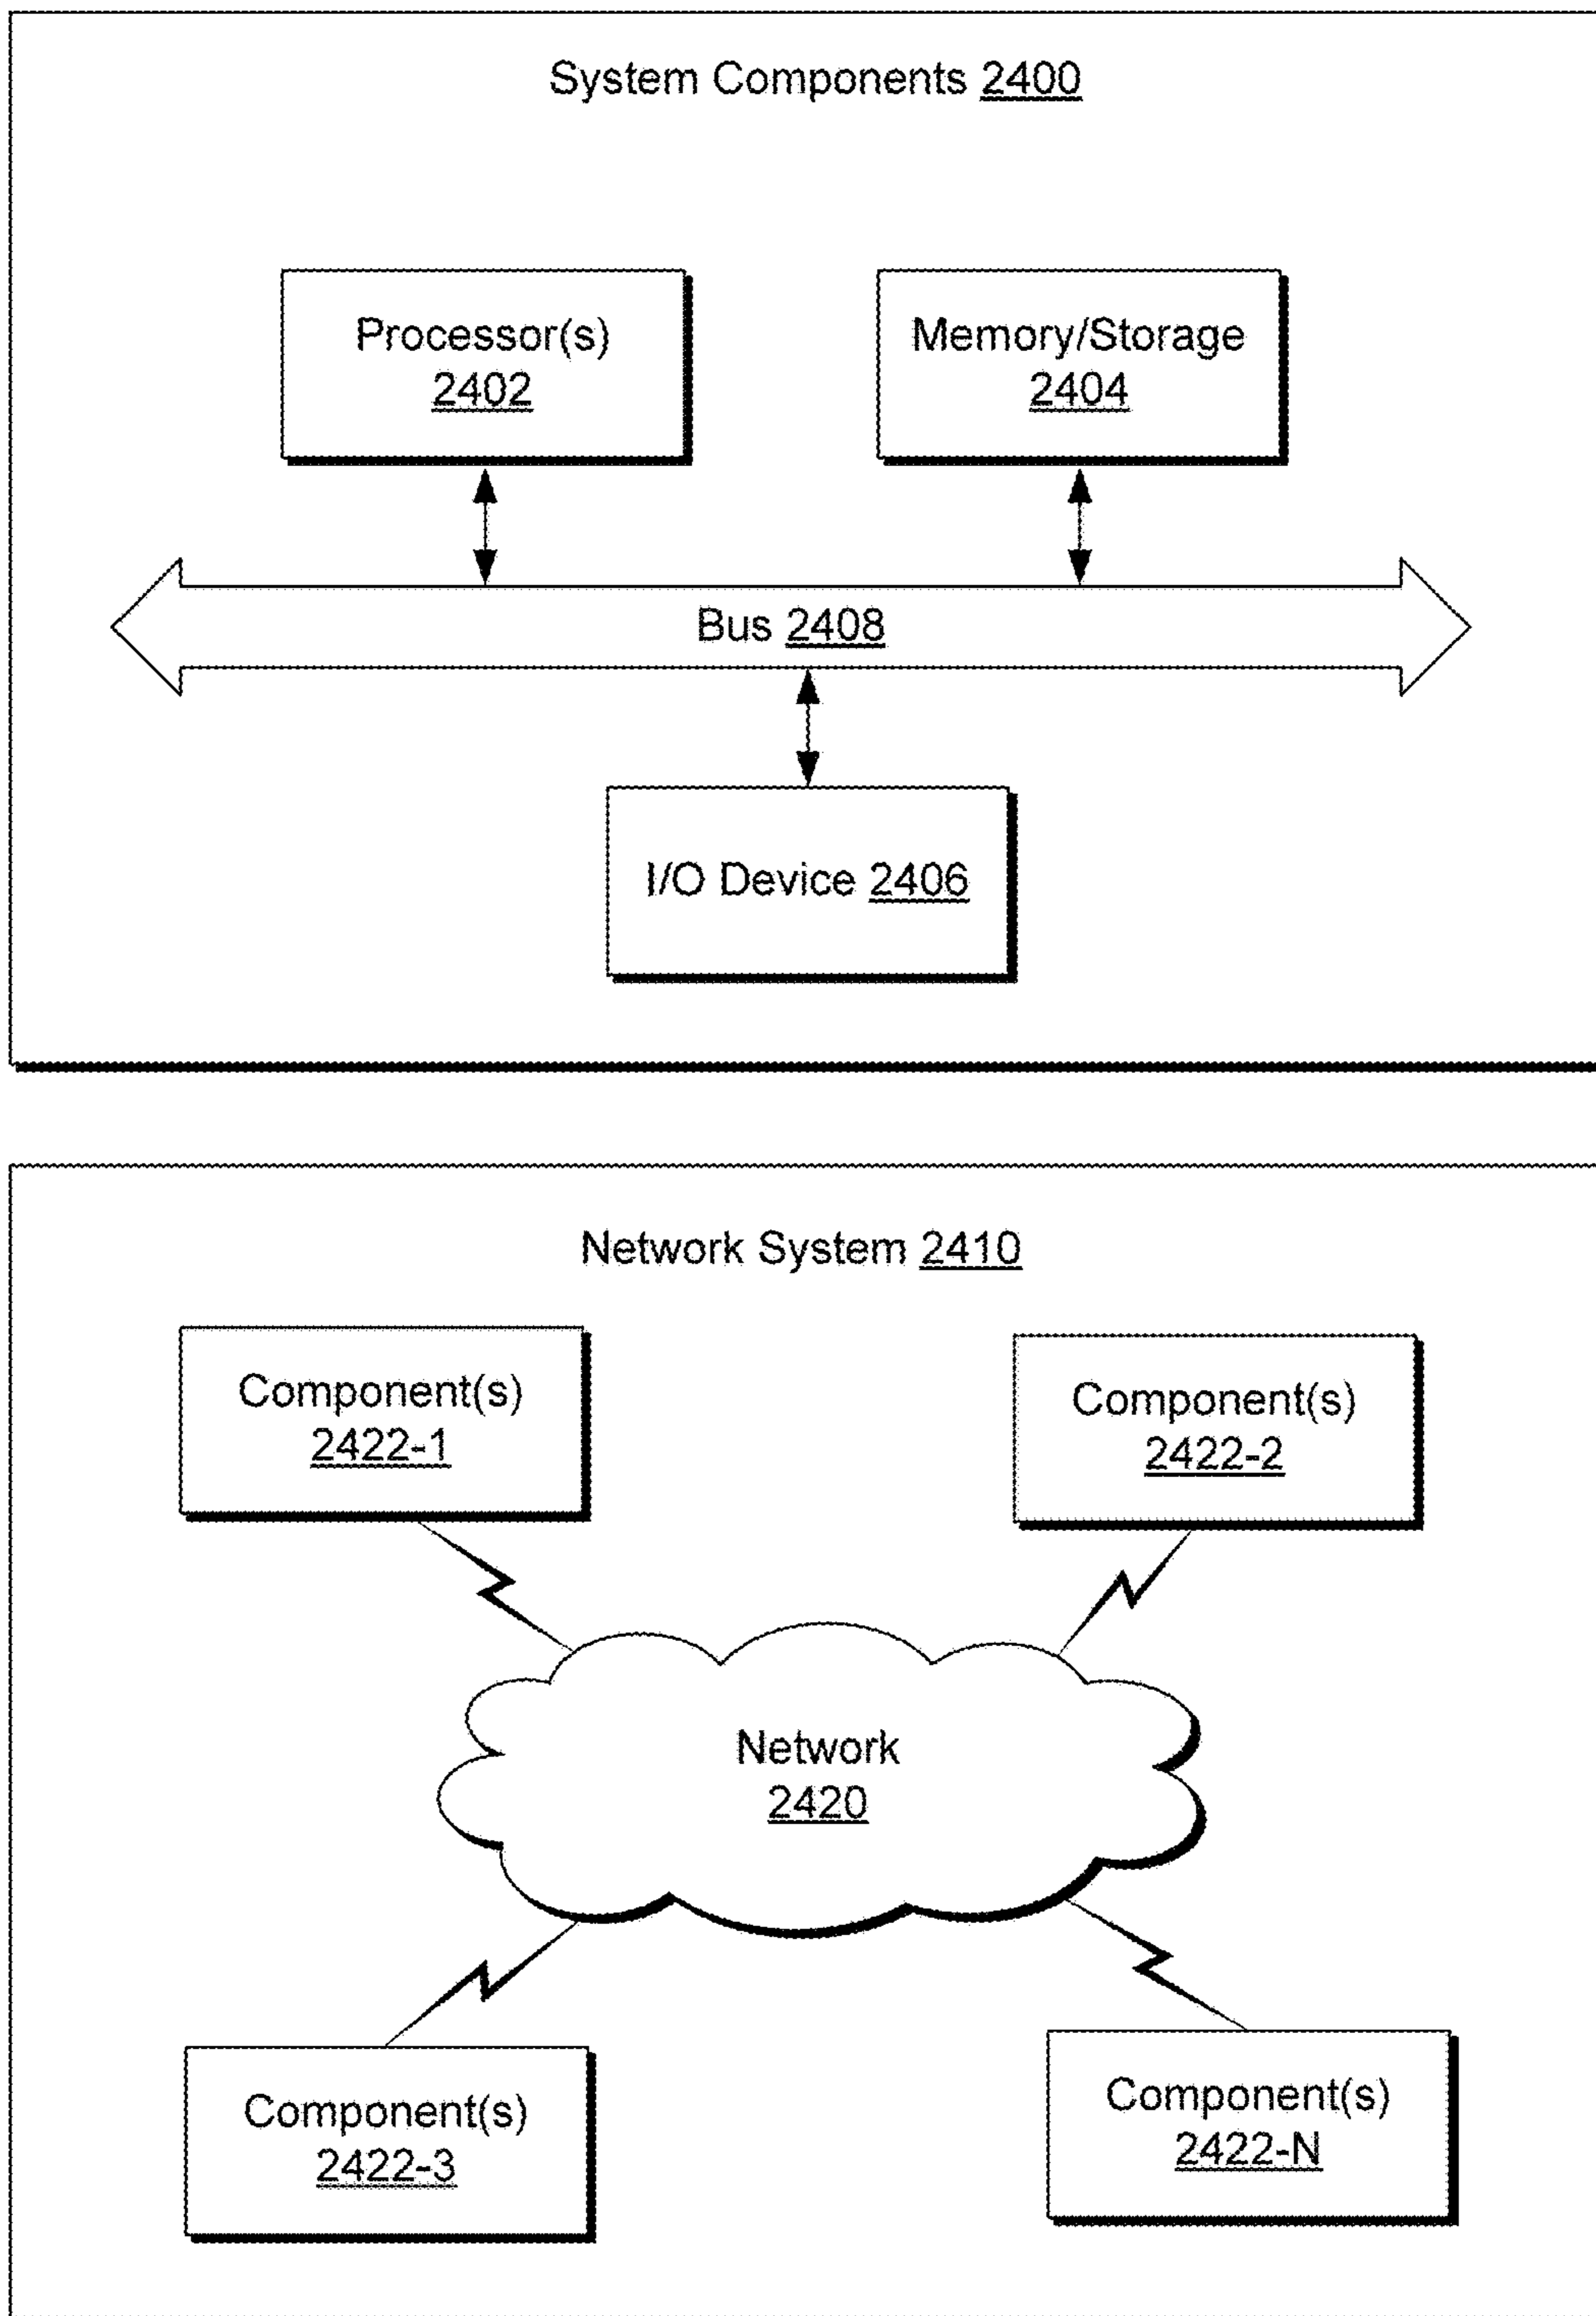 System Components 2400
Processor(s)
2402
Memory/Storage
2404
Bus 2408
I/O Device 2406
Network System 2410
Component(s)
2422-1
Component(s)
2422-2
Network
2420
Component(s)
2422-3
Component(s)
2422-N